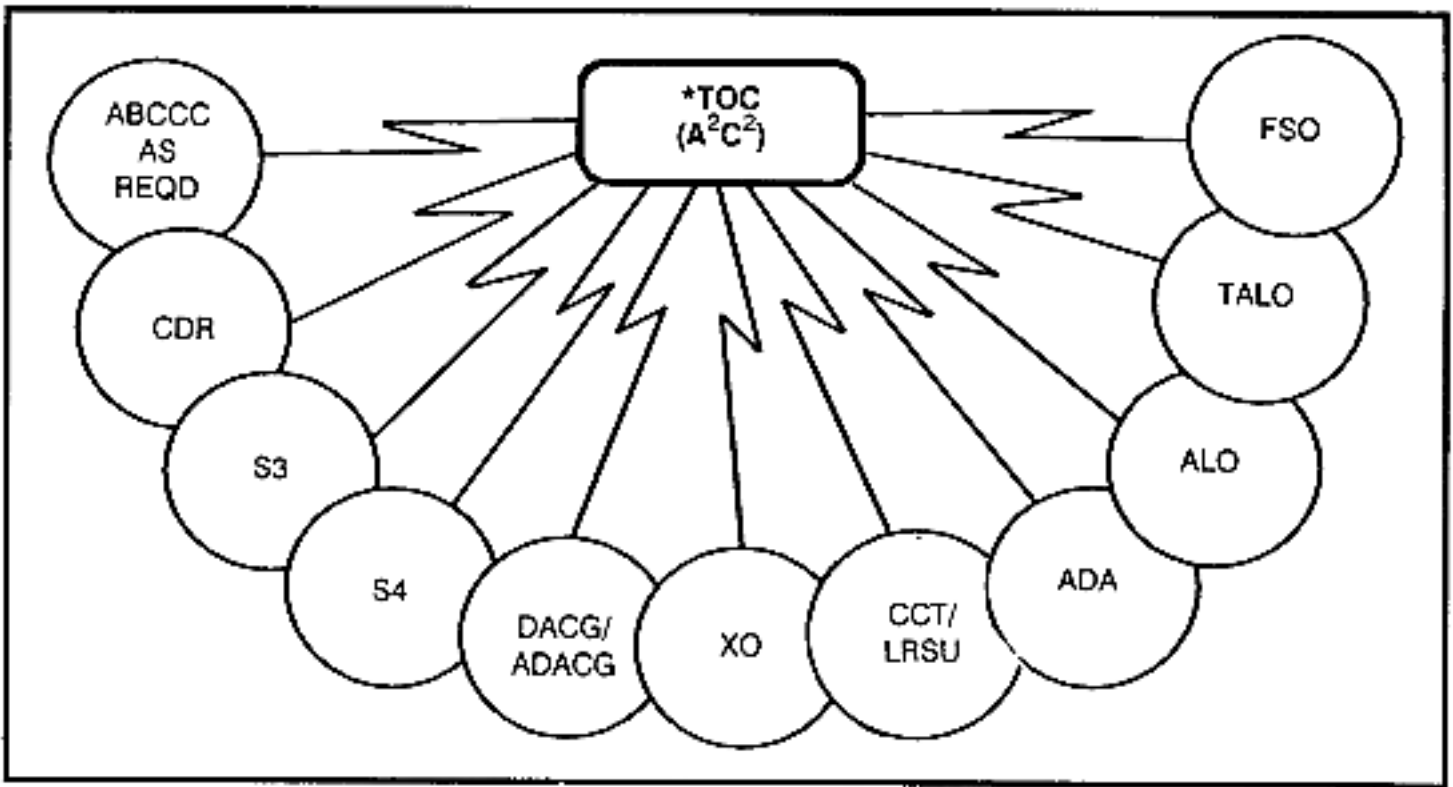 *TOC
(A²C²)
ABCCC
AS
REQD
CDR
S3
S4
DACG/
ADACG
XO
CCT/
LRSU
ADA
ALO
TALO
FSO